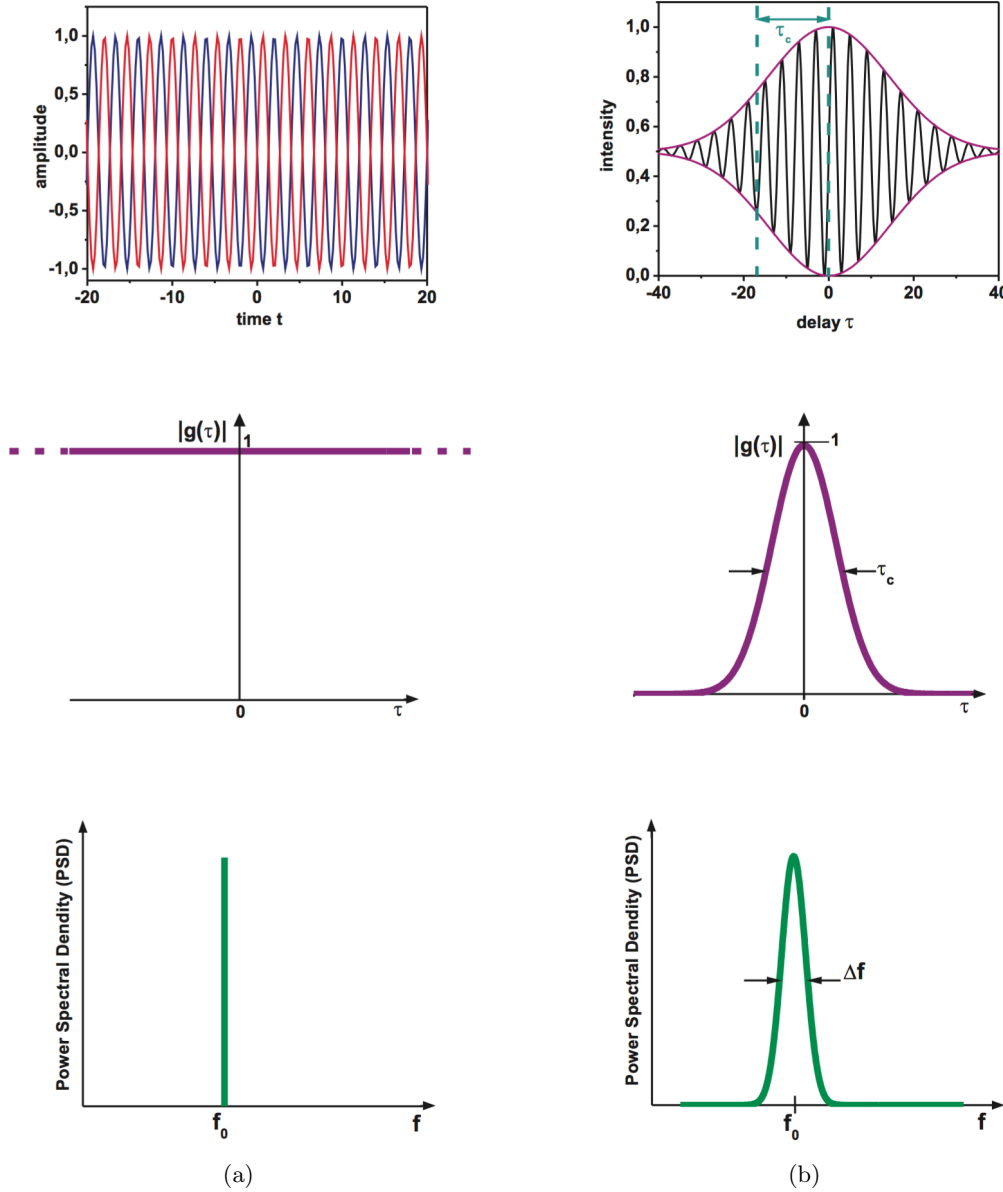 1,0
0,5
0,0
-0,5
-1,0
amplitude
-20 -10 0 10 20
time t
τc
1,0
0,8
0,6
0,4
0,2
0,0
intensity
-40 -20 0 20 40
delay τ
|g(τ)| 1
0 τ
|g(τ)| 1
τc
0 τ
Power Spectral Dendity (PSD)
f0 f
Power Spectral Dendity (PSD)
Δf
f0 f
(a) (b)